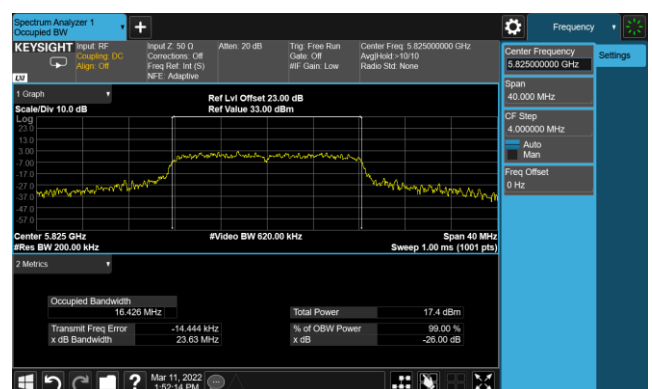 Spectrum Analyzer 1
Occupied BW
Frequency
KEYSIGHT
Input: RF
Coupling: DC
Align: Off
Input Z: 50 Ω
Corrections: Off
Freq Ref: Int (S)
NFE: Adaptive
Atten: 20 dB
Trig: Free Run
Gate: Off
#IF Gain: Low
Center Freq: 5.825000000 GHz
Avg|Hold:>10/10
Radio Std: None
LXI
Center Frequency
5.825000000 GHz
Settings
Span
40.000 MHz
CF Step
4.000000 MHz
Auto
Man
Freq Offset
0 Hz
1 Graph
Scale/Div 10.0 dB
Ref Lvl Offset 23.00 dB
Ref Value 33.00 dBm
Log
23.0
13.0
3.00
-7.00
-17.0
-27.0
-37.0
-47.0
-57.0
Center 5.825 GHz
#Video BW 620.00 kHz
Span 40 MHz
#Res BW 200.00 kHz
Sweep 1.00 ms (1001 pts)
2 Metrics
Occupied Bandwidth
16.426 MHz
Total Power 17.4 dBm
Transmit Freq Error -14.444 kHz
% of OBW Power 99.00 %
x dB Bandwidth 23.63 MHz
x dB -26.00 dB
Mar 11, 2022
1:52:14 PM